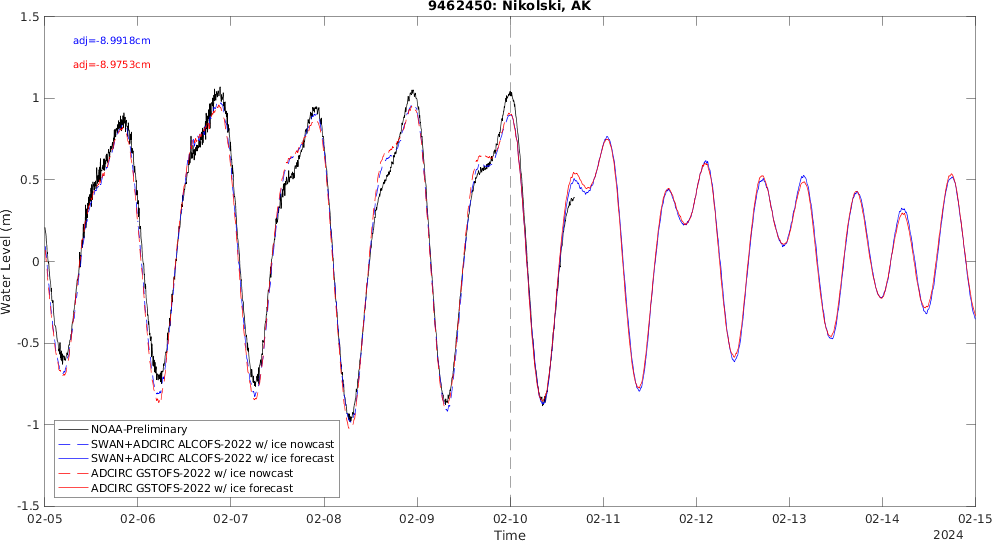 9462450: Nikolski, AK
adj=-8.9918cm
adj=-8.9753cm
Water Level (m)
1.5
1
0.5
0
-0.5
-1
-1.5
NOAA-Preliminary
SWAN+ADCIRC ALCOFS-2022 w/ ice nowcast
SWAN+ADCIRC ALCOFS-2022 w/ ice forecast
ADCIRC GSTOFS-2022 w/ ice nowcast
ADCIRC GSTOFS-2022 w/ ice forecast
02-05 02-06 02-07 02-08 02-09 02-10 02-11 02-12 02-13 02-14 02-15
Time
2024